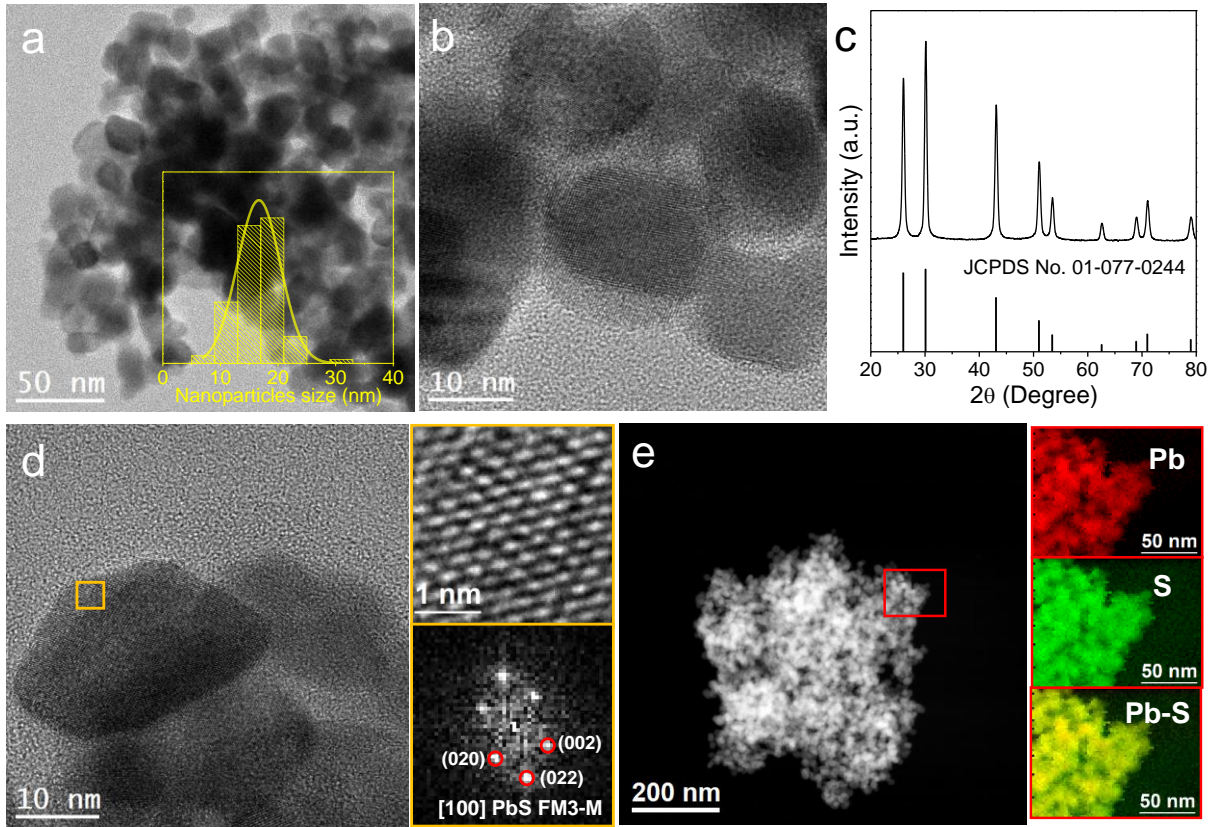 a
50 nm
0 10 20 30 40
Nanoparticles size (nm)
b
10 nm
c
Intensity (a.u.)
JCPDS No. 01-077-0244
20 30 40 50 60 70 80
2θ (Degree)
d
10 nm
1 nm
(020)
(002)
(022)
[100] PbS FM3-M
e
200 nm
Pb
50 nm
S
50 nm
Pb-S
50 nm